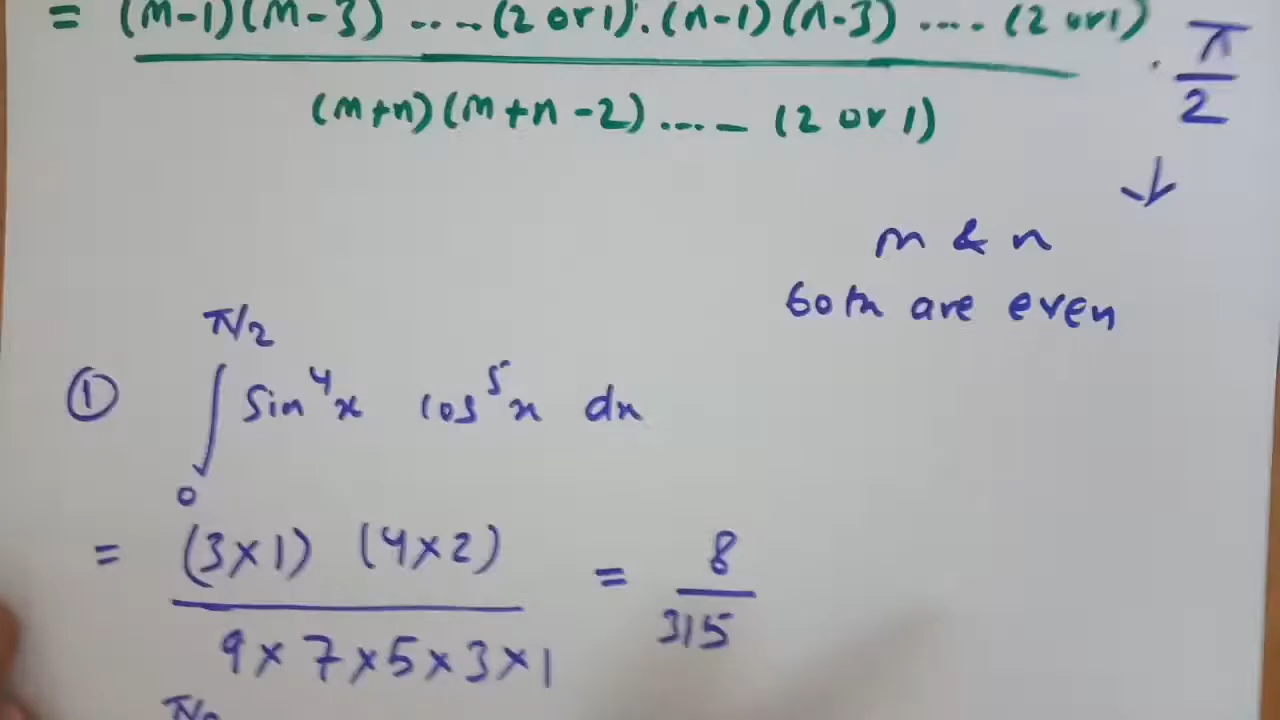 = (m-1)(m-3) ....(2 or 1).(n-1)(n-3) .... (2 or 1)
(m+n)(m+n-2)..... (2 or 1)
. π/2
↓
m & n
both are even
π/2
① ∫ sin⁴x cos⁵x dx
0
= (3×1) (4×2) = 8
9×7×5×3×1 315
π/2